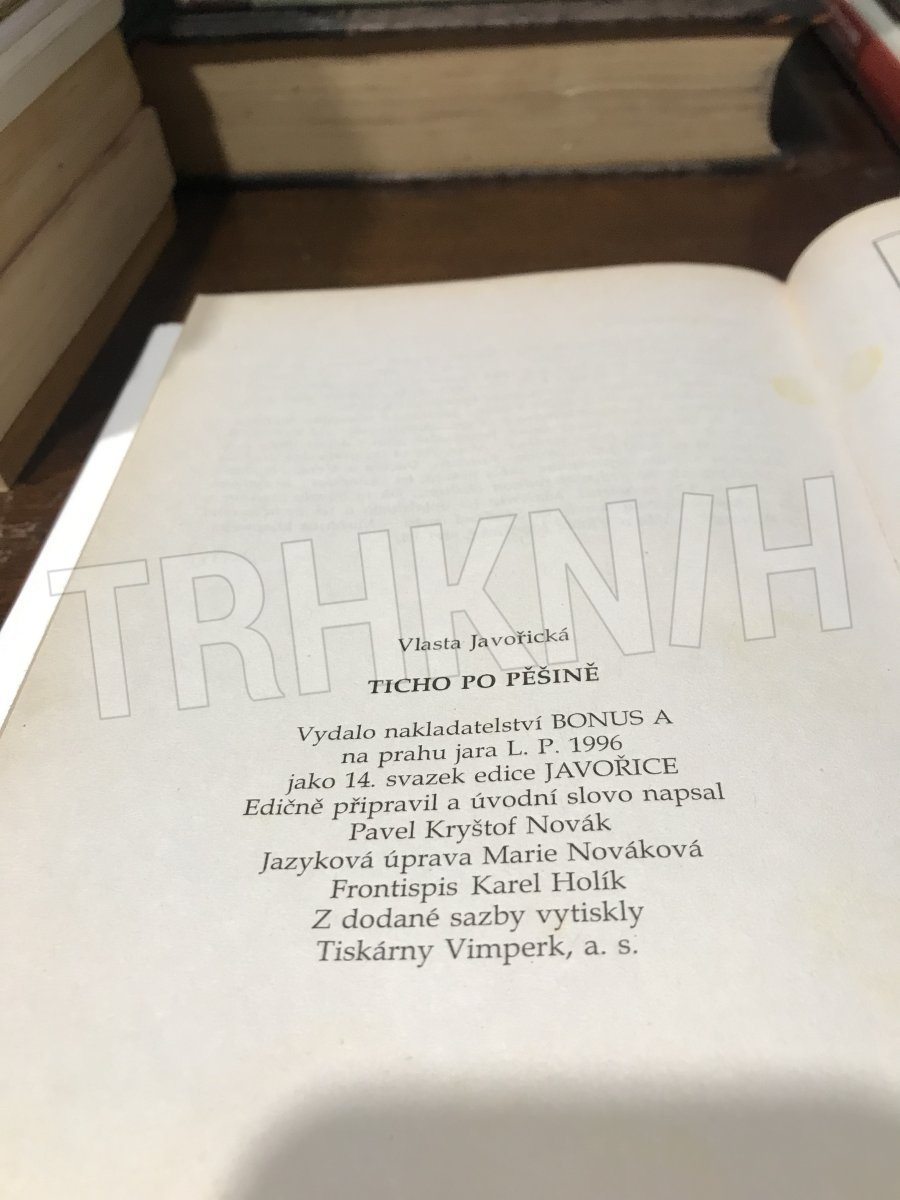 TRHKNIH
Vlasta Javořická
TICHO PO PĚŠINĚ
Vydalo nakladatelství BONUS A
na prahu jara L. P. 1996
jako 14. svazek edice JAVOŘICE
Edičně připravil a úvodní slovo napsal
Pavel Kryštof Novák
Jazyková úprava Marie Nováková
Frontispis Karel Holík
Z dodané sazby vytiskly
Tiskárny Vimperk, a. s.